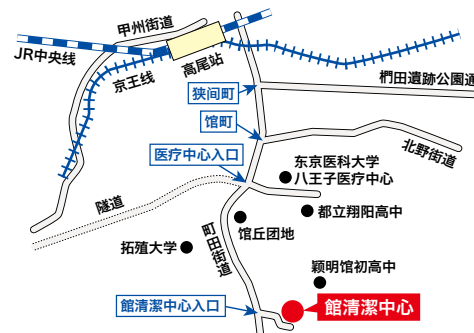 甲州街道
JR中央线
京王线
高尾站
狭间町
椚田遺跡公園通
馆町
北野街道
医疗中心入口
东京医科大学
八王子医疗中心
隧道
都立翔阳高中
馆丘团地
町田街道
拓殖大学
颖明馆初高中
館清潔中心入口
館清潔中心